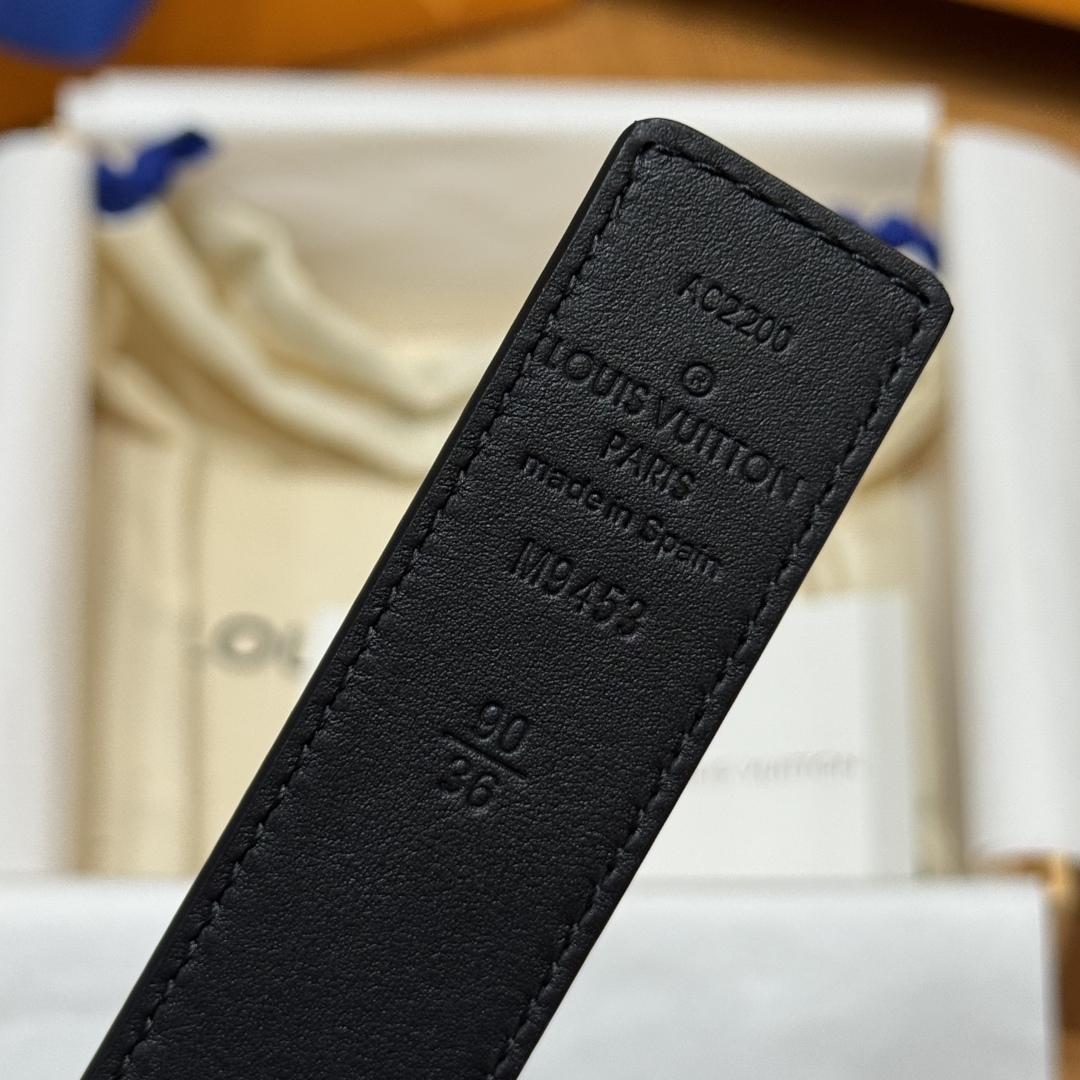 AC2200
®
LOUIS VUITTON
PARIS
made in Spain
M9453
90
36